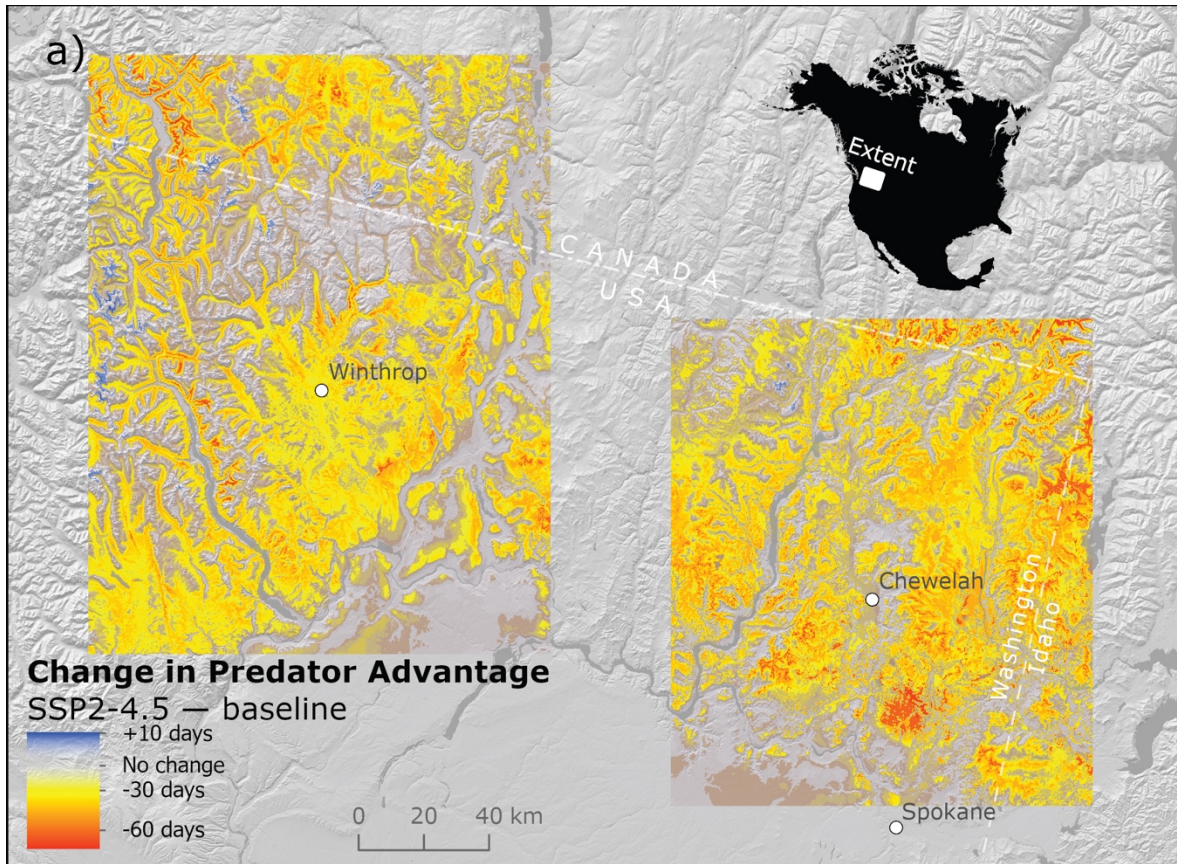 a)
Extent
CANADA
USA
Winthrop
Chewelah
Washington
Idaho
Change in Predator Advantage
SSP2-4.5 — baseline
+10 days
No change
-30 days
-60 days
0 20 40 km
Spokane